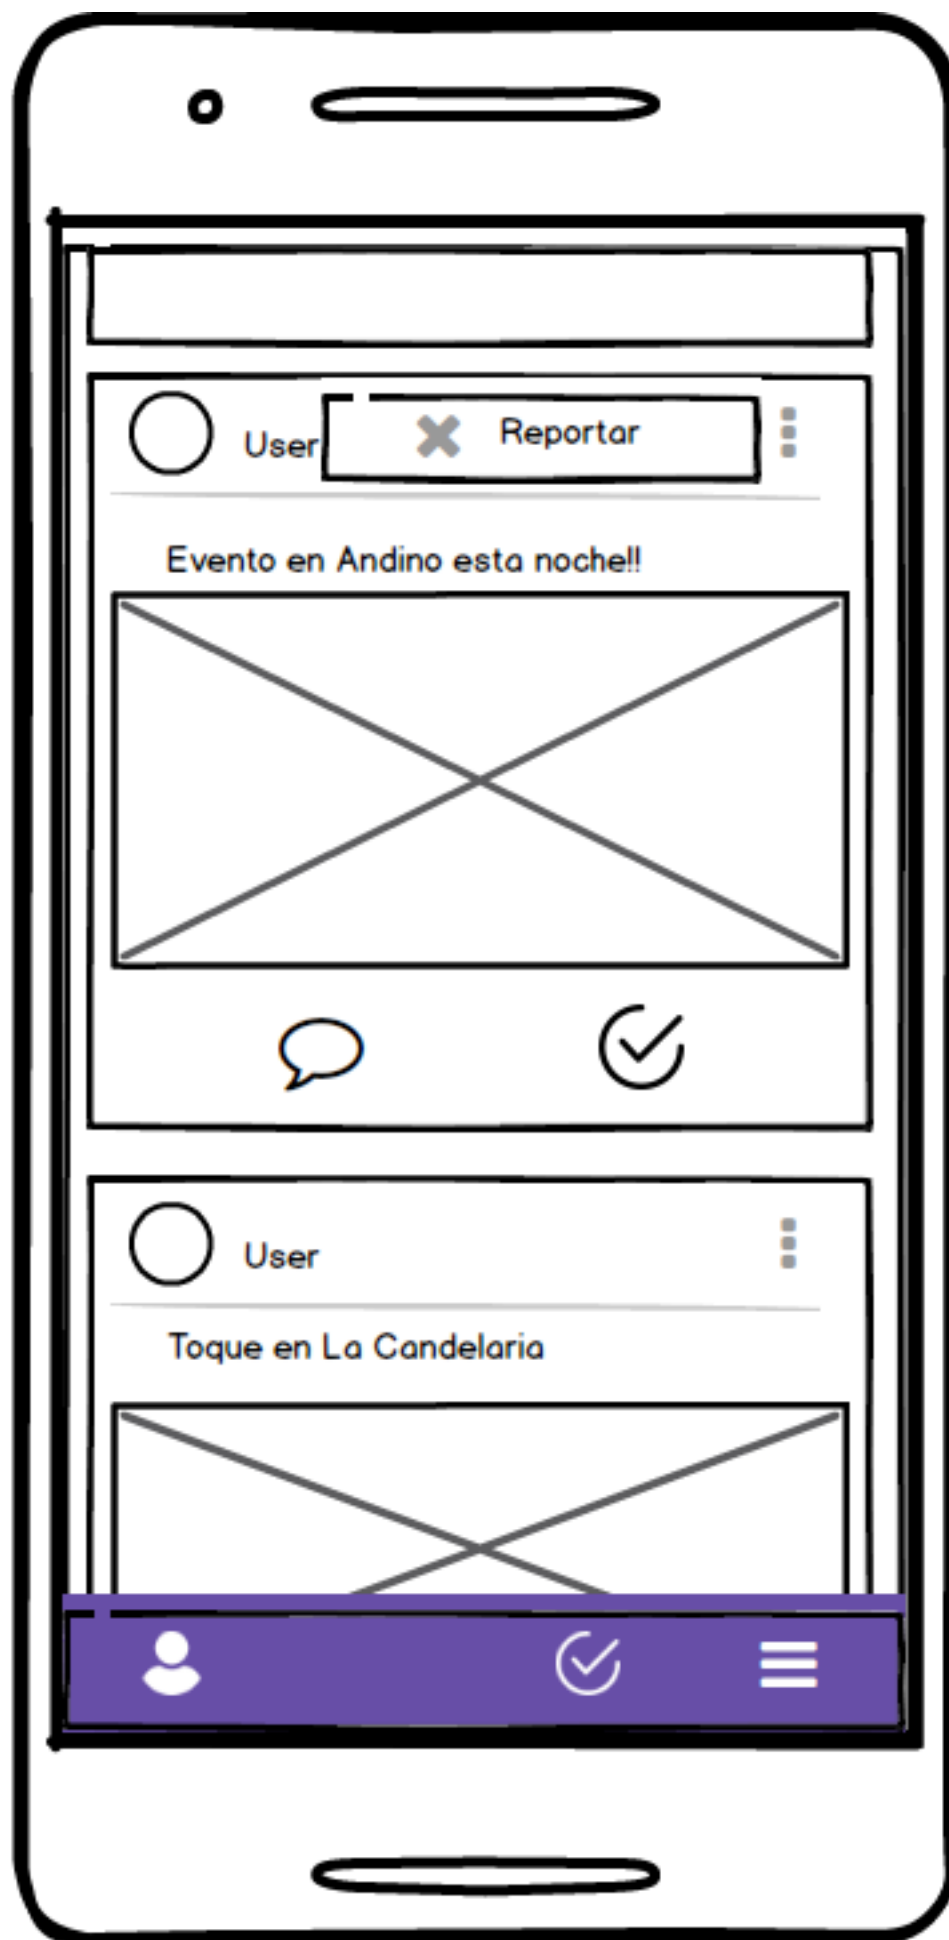 User
Reportar
Evento en Andino esta noche!!
User
Toque en La Candelaria